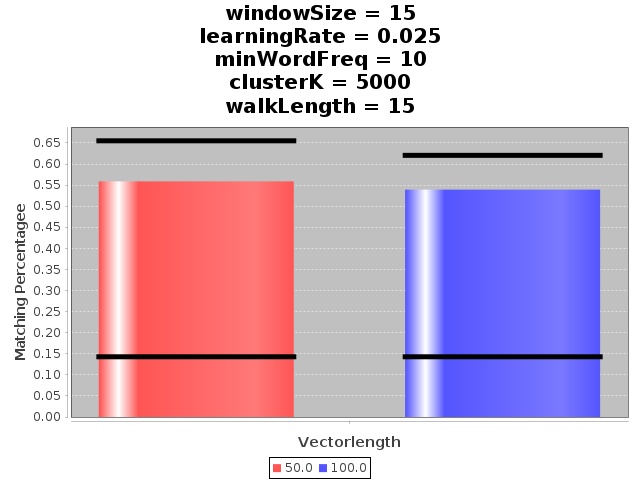 windowSize = 15
learningRate = 0.025
minWordFreq = 10
clusterK = 5000
walkLength = 15
Matching Percentagee
0.65
0.60
0.55
0.50
0.45
0.40
0.35
0.30
0.25
0.20
0.15
0.10
0.05
0.00
Vectorlength
50.0 100.0